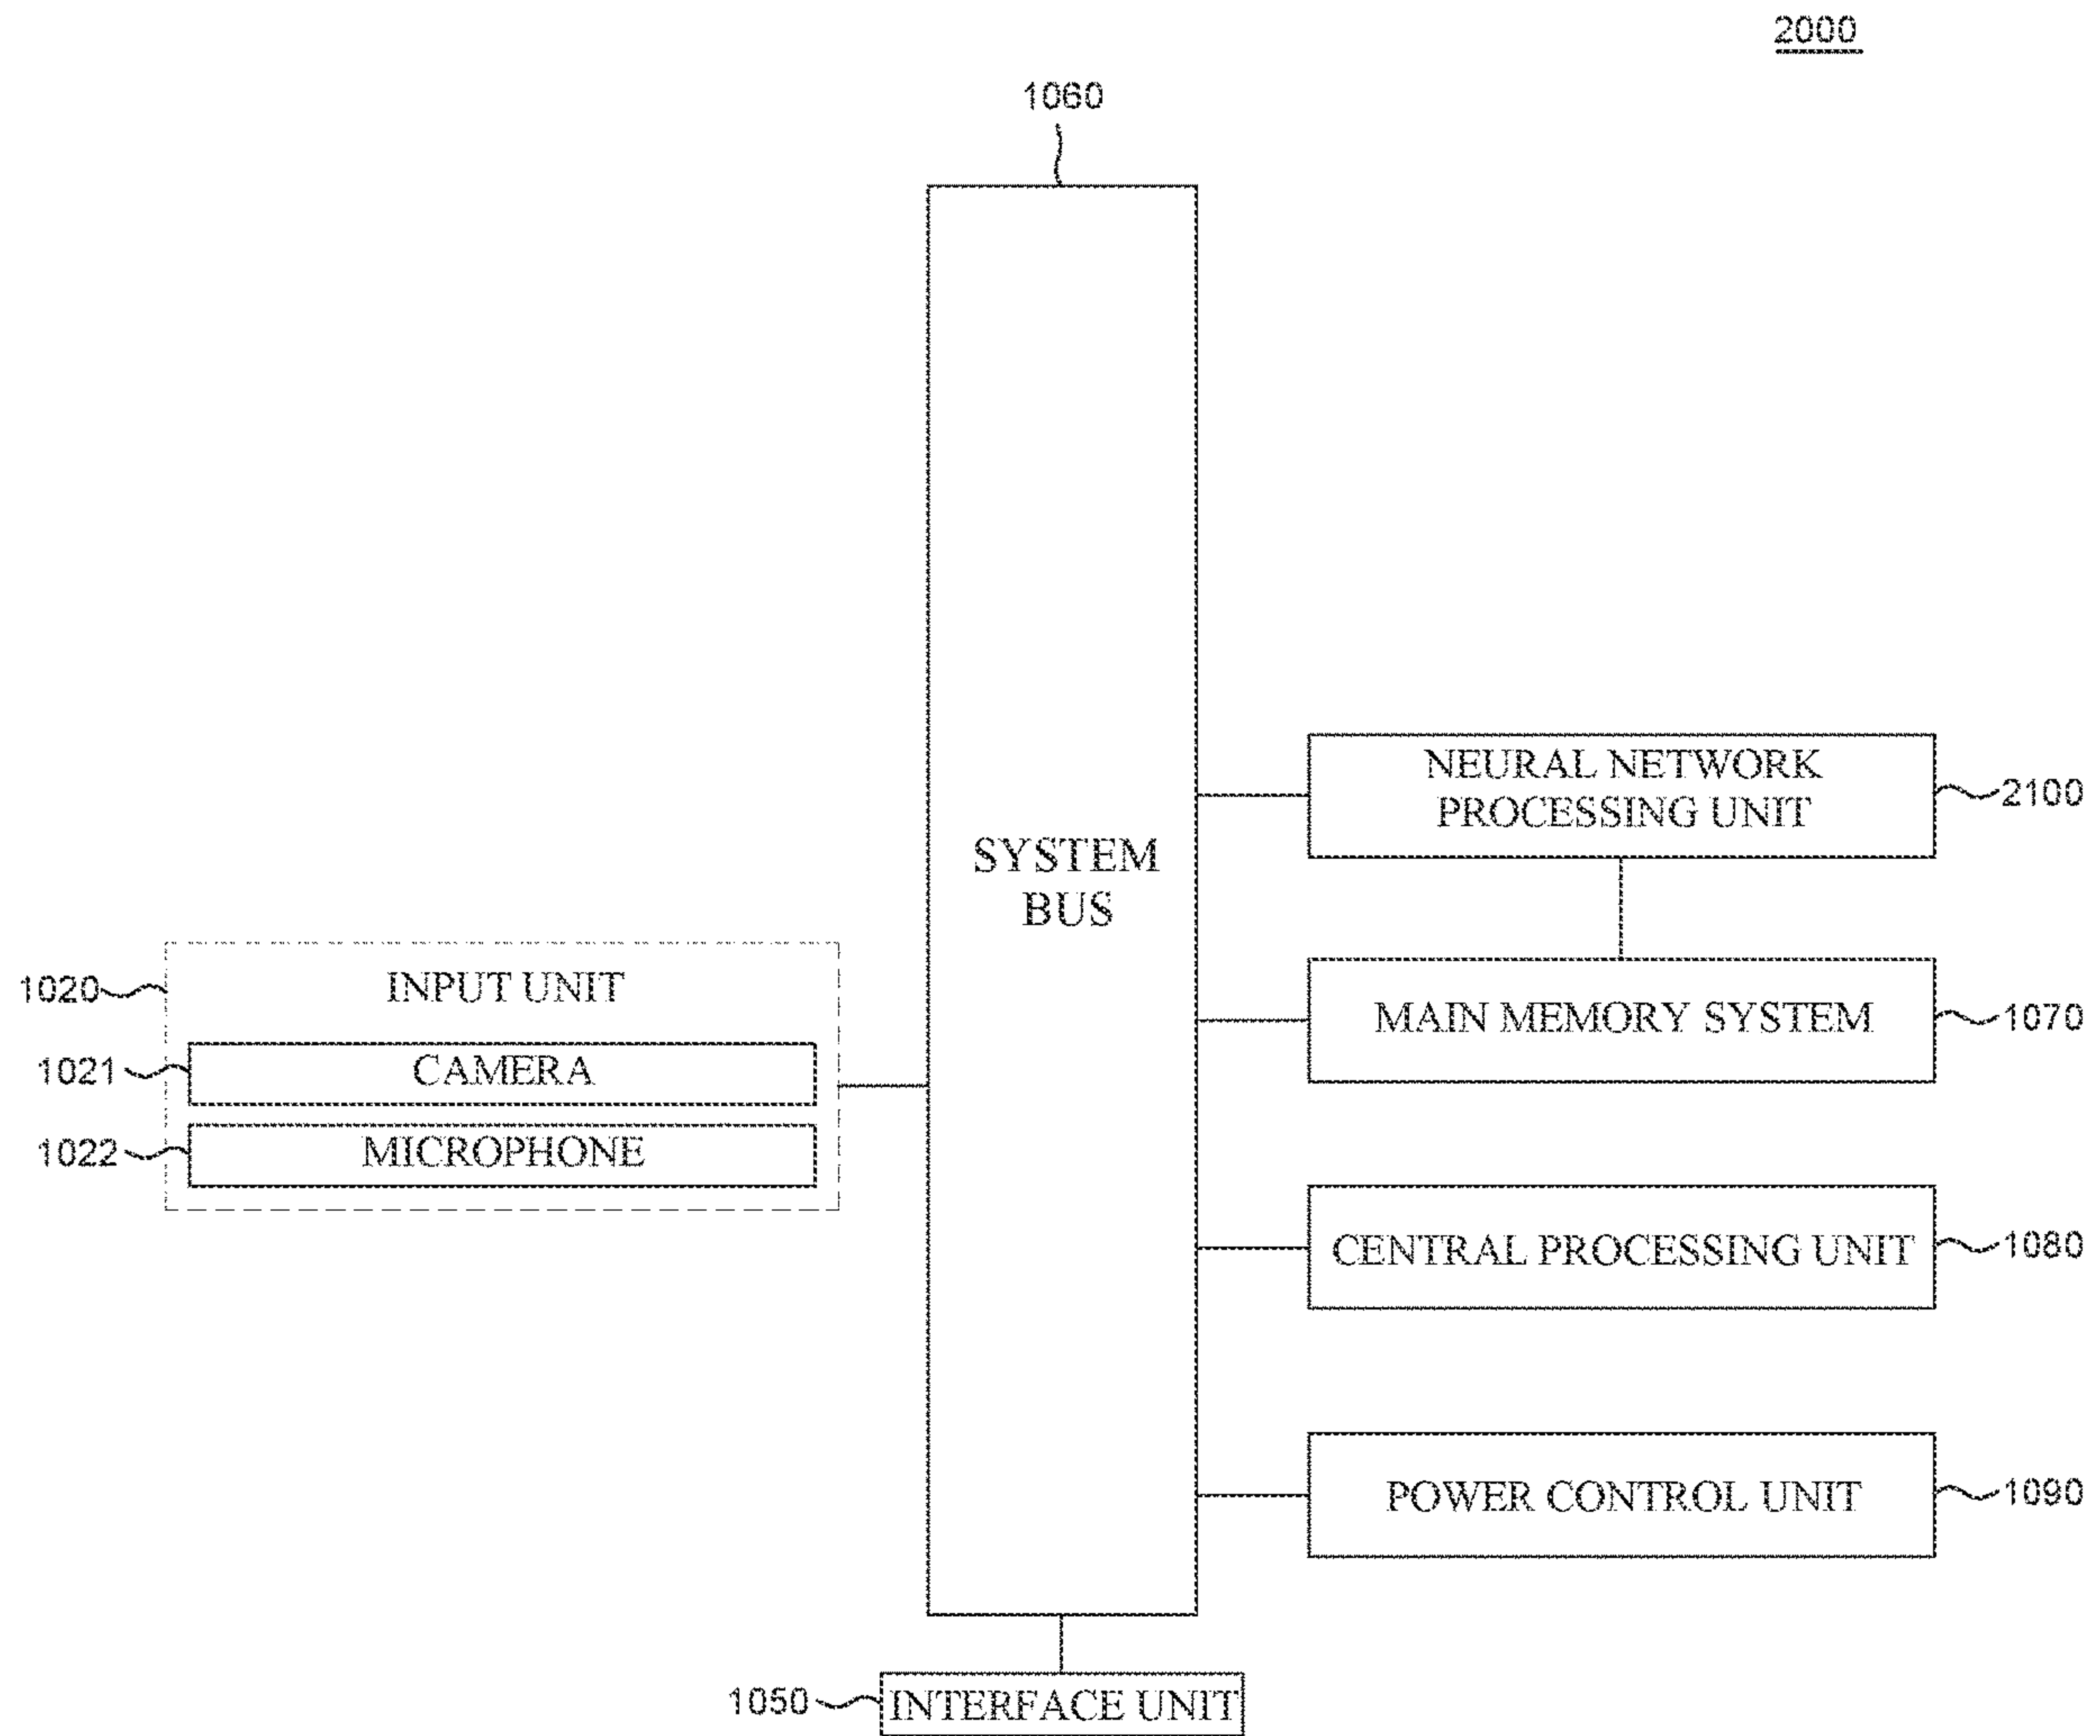 2000
1060
SYSTEM
BUS
NEURAL NETWORK
PROCESSING UNIT
2100
1020
INPUT UNIT
1021
CAMERA
1022
MICROPHONE
MAIN MEMORY SYSTEM
1070
CENTRAL PROCESSING UNIT
1080
POWER CONTROL UNIT
1090
1050
INTERFACE UNIT